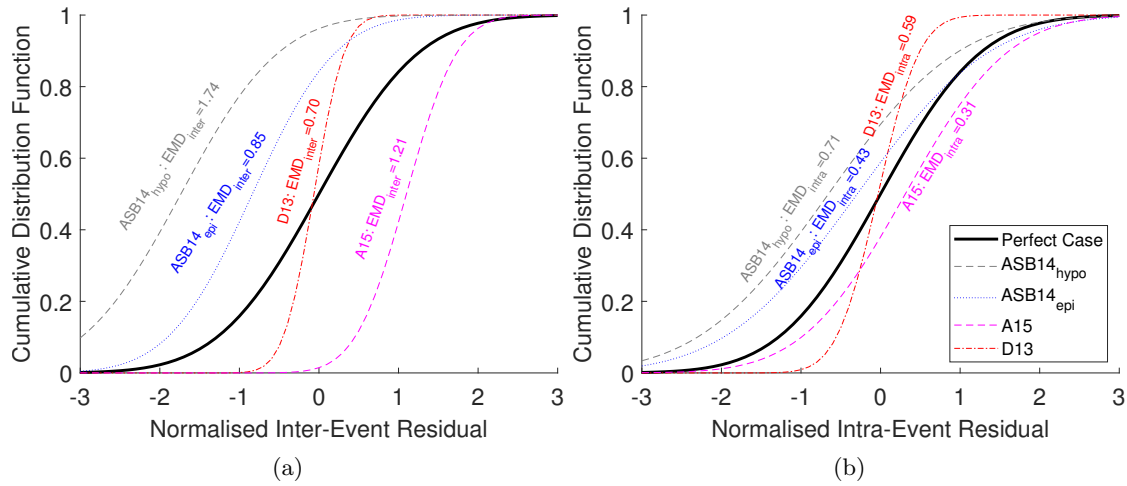 Cumulative Distribution Function
1
0.8
0.6
0.4
0.2
0
-3
-2
-1
0
1
2
3
Normalised Inter-Event Residual
ASB14hypo: EMDinter=1.74
ASB14epi: EMDinter=0.85
D13: EMDinter=0.70
A15: EMDinter=1.21
(a)
Cumulative Distribution Function
1
0.8
0.6
0.4
0.2
0
-3
-2
-1
0
1
2
3
Normalised Intra-Event Residual
ASB14hypo: EMDintra=0.71
ASB14epi: EMDintra=0.43
D13: EMDintra=0.59
A15: EMDintra=0.31
Perfect Case
ASB14hypo
ASB14epi
A15
D13
(b)